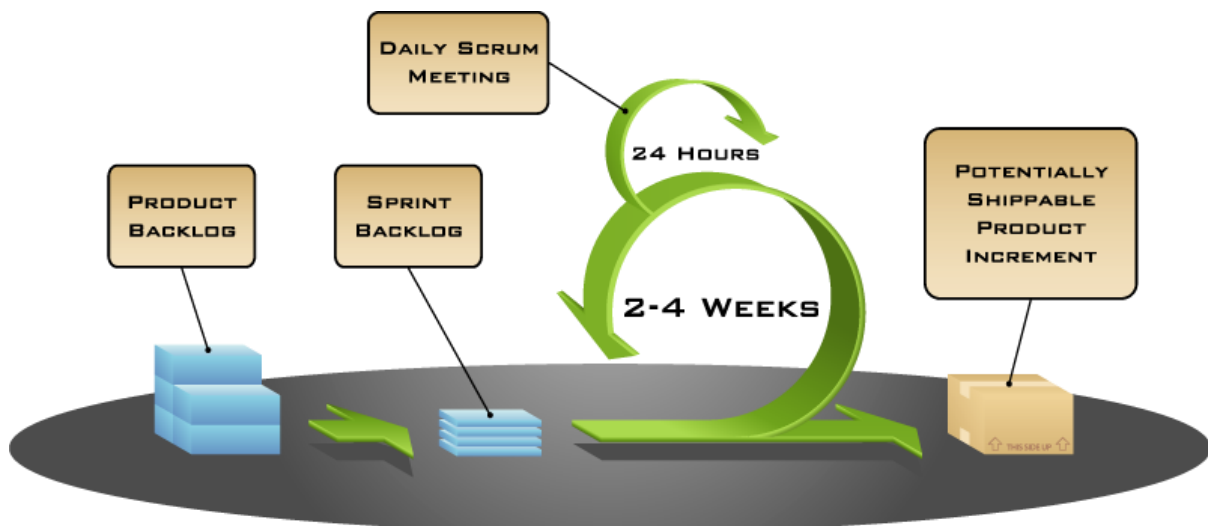 Daily Scrum
Meeting
24 Hours
Product
Backlog
Sprint
Backlog
Potentially
Shippable
Product
Increment
2-4 Weeks
THIS SIDE UP